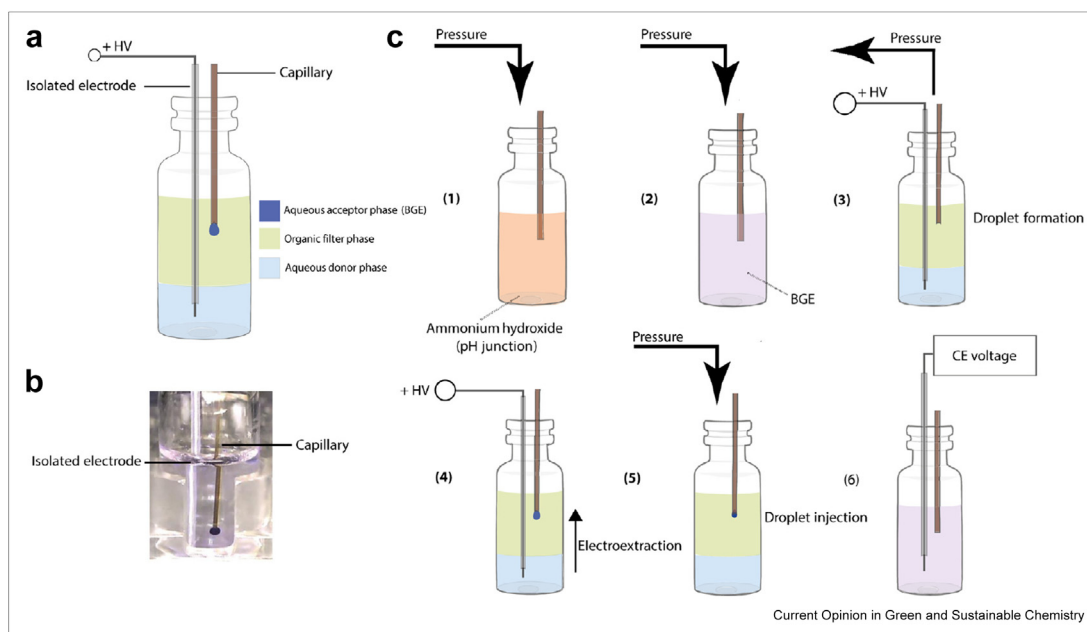 a
+ HV
Isolated electrode
Capillary
Aqueous acceptor phase (BGE)
Organic filter phase
Aqueous donor phase
b
Capillary
Isolated electrode
c
Pressure
(1)
Ammonium hydroxide
(pH junction)
Pressure
(2)
BGE
Pressure
+ HV
(3)
Droplet formation
+ HV
(4)
Electroextraction
Pressure
(5)
Droplet injection
CE voltage
(6)
Current Opinion in Green and Sustainable Chemistry